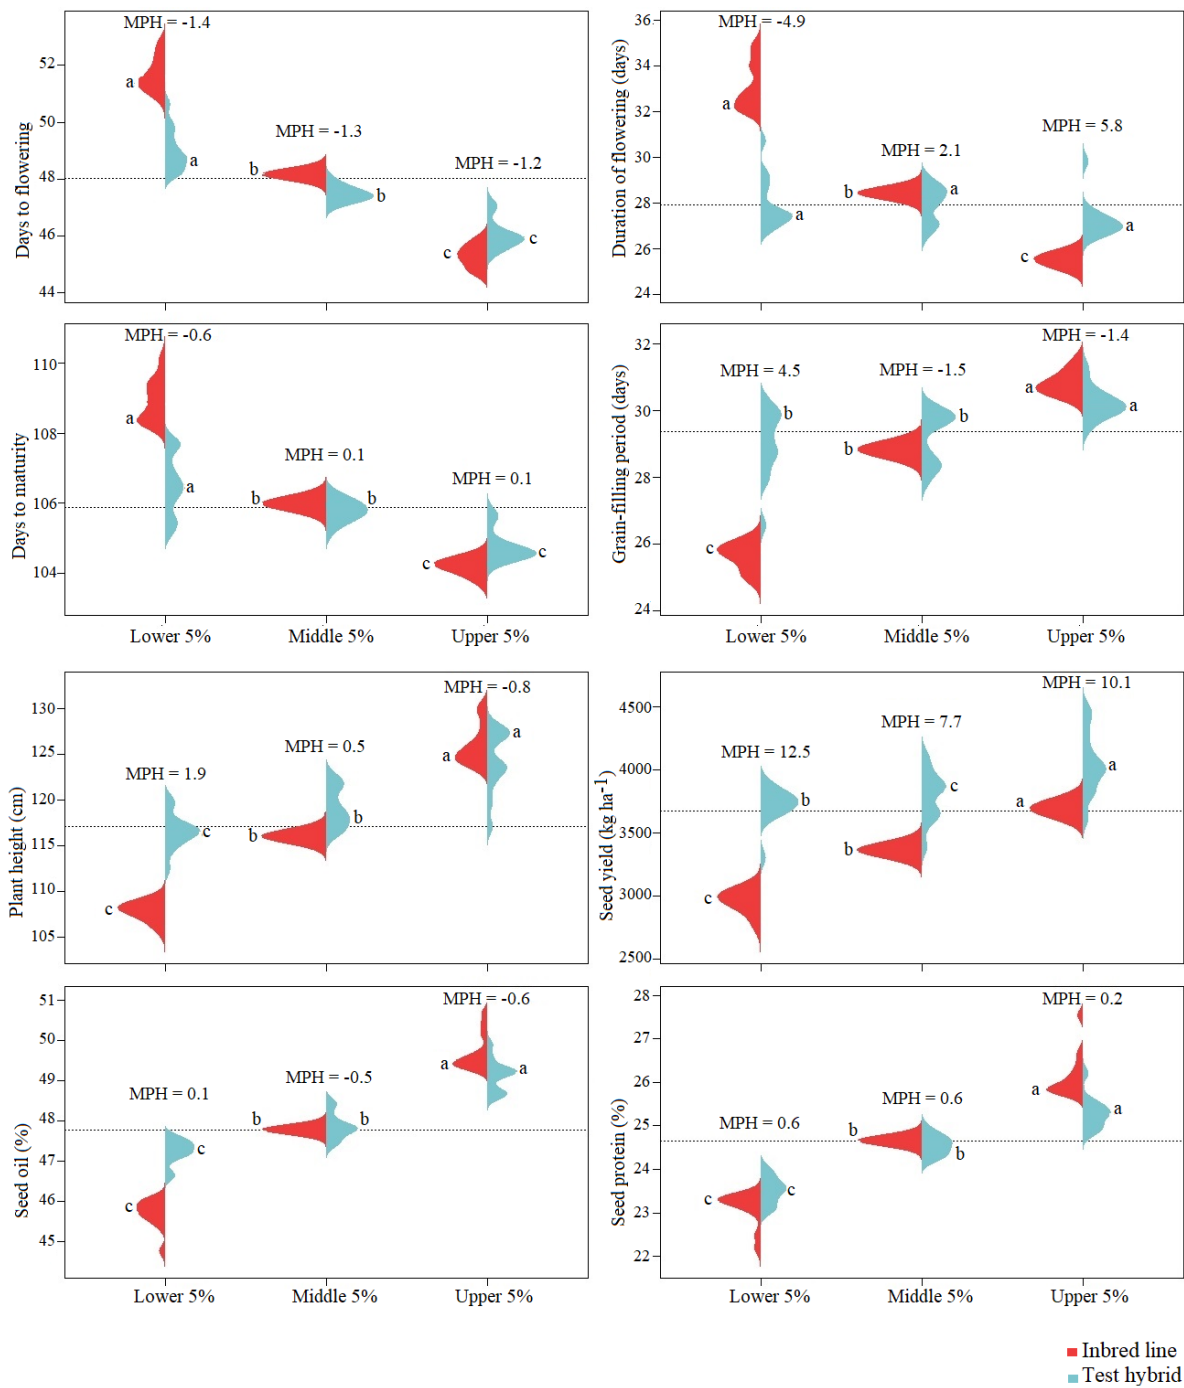 MPH = -1.4
MPH = -1.3
MPH = -1.2
a
a
b
b
c
c
52
50
48
46
44
Days to flowering
MPH = -4.9
MPH = 2.1
MPH = 5.8
a
a
b
a
c
a
36
34
32
30
28
26
24
Duration of flowering (days)
MPH = -0.6
MPH = 0.1
MPH = 0.1
a
a
b
b
c
c
110
108
106
104
Days to maturity
Lower 5%
Middle 5%
Upper 5%
MPH = 4.5
MPH = -1.5
MPH = -1.4
c
b
b
b
a
a
32
30
28
26
24
Grain-filling period (days)
Lower 5%
Middle 5%
Upper 5%
MPH = 1.9
MPH = 0.5
MPH = -0.8
c
c
b
b
a
a
130
125
120
115
110
105
Plant height (cm)
MPH = 12.5
MPH = 7.7
MPH = 10.1
c
b
b
c
a
a
4500
4000
3500
3000
2500
Seed yield (kg ha⁻¹)
MPH = 0.1
MPH = -0.5
MPH = -0.6
c
c
b
b
a
a
51
50
49
48
47
46
45
Seed oil (%)
Lower 5%
Middle 5%
Upper 5%
MPH = 0.6
MPH = 0.6
MPH = 0.2
c
c
b
b
a
a
28
27
26
25
24
23
22
Seed protein (%)
Lower 5%
Middle 5%
Upper 5%
Inbred line
Test hybrid